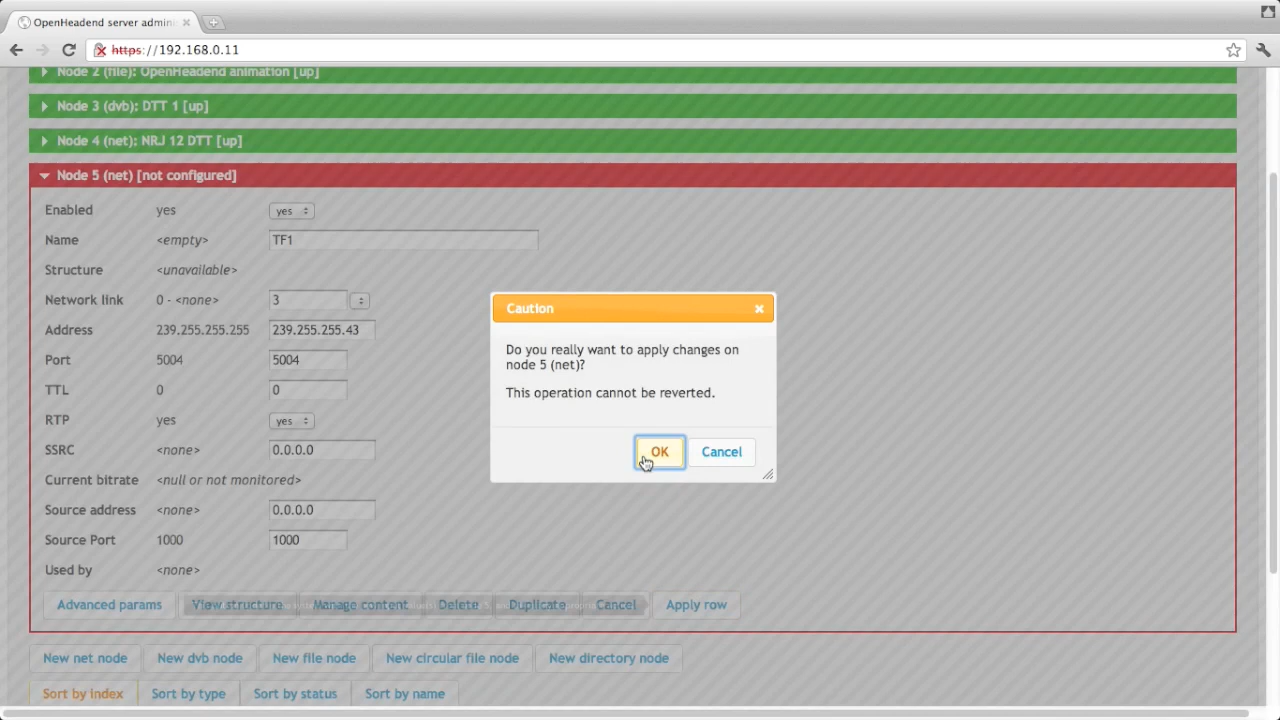 OpenHeadend server admin
https://192.168.0.11
Node 2 (file): OpenHeadend animation [up]
Node 3 (dvb): DTT 1 [up]
Node 4 (net): NRJ 12 DTT [up]
Node 5 (net) [not configured]
Enabled yes yes
Name <empty> TF1
Structure <unavailable>
Network link 0 - <none> 3
Address 239.255.255.255 239.255.255.43
Port 5004 5004
TTL 0 0
RTP yes yes
SSRC <none> 0.0.0.0
Current bitrate <null or not monitored>
Source address <none> 0.0.0.0
Source Port 1000 1000
Used by <none>
Caution
Do you really want to apply changes on
node 5 (net)?
This operation cannot be reverted.
OK Cancel
Advanced params View structure Manage content Delete Duplicate Cancel Apply row
New net node New dvb node New file node New circular file node New directory node
Sort by index Sort by type Sort by status Sort by name